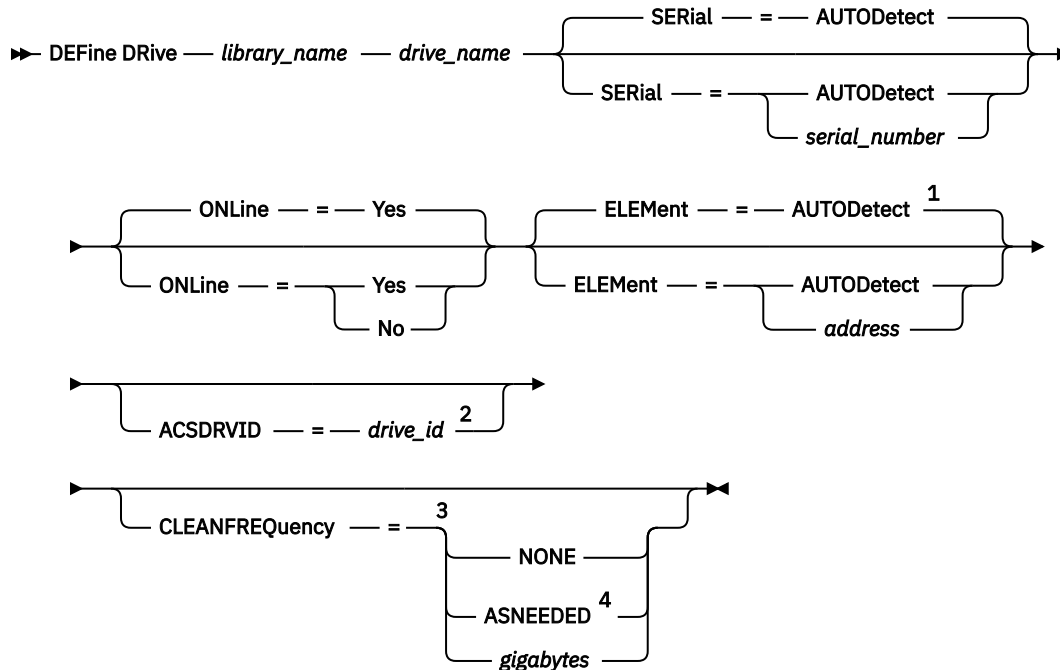 SERial = AUTODetect
DEFine DRive library_name drive_name
SERial = AUTODetect
serial_number
ONLine = Yes ELEMent = AUTODetect 1
ONLine = Yes ELEMent = AUTODetect
No address
ACSDRVID = drive_id 2
CLEANFREQuency = 3
NONE
ASNEEDED 4
gigabytes